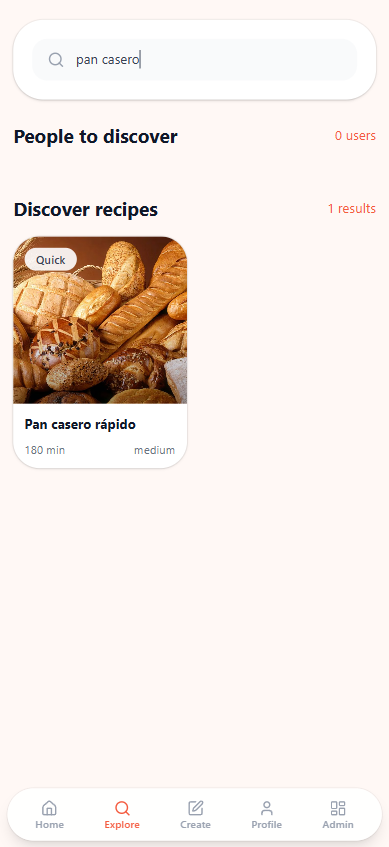 pan casero
People to discover
0 users
Discover recipes
1 results
Quick
Pan casero rápido
180 min
medium
Home
Explore
Create
Profile
Admin